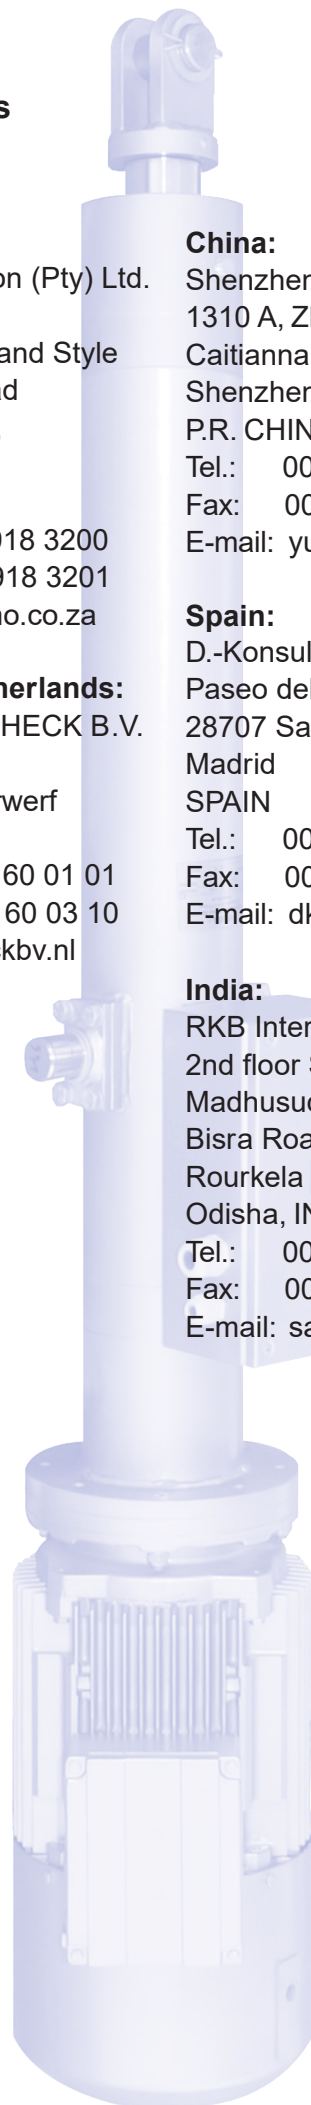 s
on (Pty) Ltd.
and Style
ad
918 3200
918 3201
no.co.za
herlands:
HECK B.V.
rwerf
60 01 01
60 03 10
ckbv.nl
China:
Shenzhen
1310 A, Z
Caitianna
Shenzhen
P.R. CHIN
Tel.: 00
Fax: 00
E-mail: yu
Spain:
D.-Konsul
Paseo del
28707 Sa
Madrid
SPAIN
Tel.: 00
Fax: 00
E-mail: dk
India:
RKB Inter
2nd floor S
Madhusud
Bisra Roa
Rourkela
Odisha, IN
Tel.: 00
Fax: 00
E-mail: sa